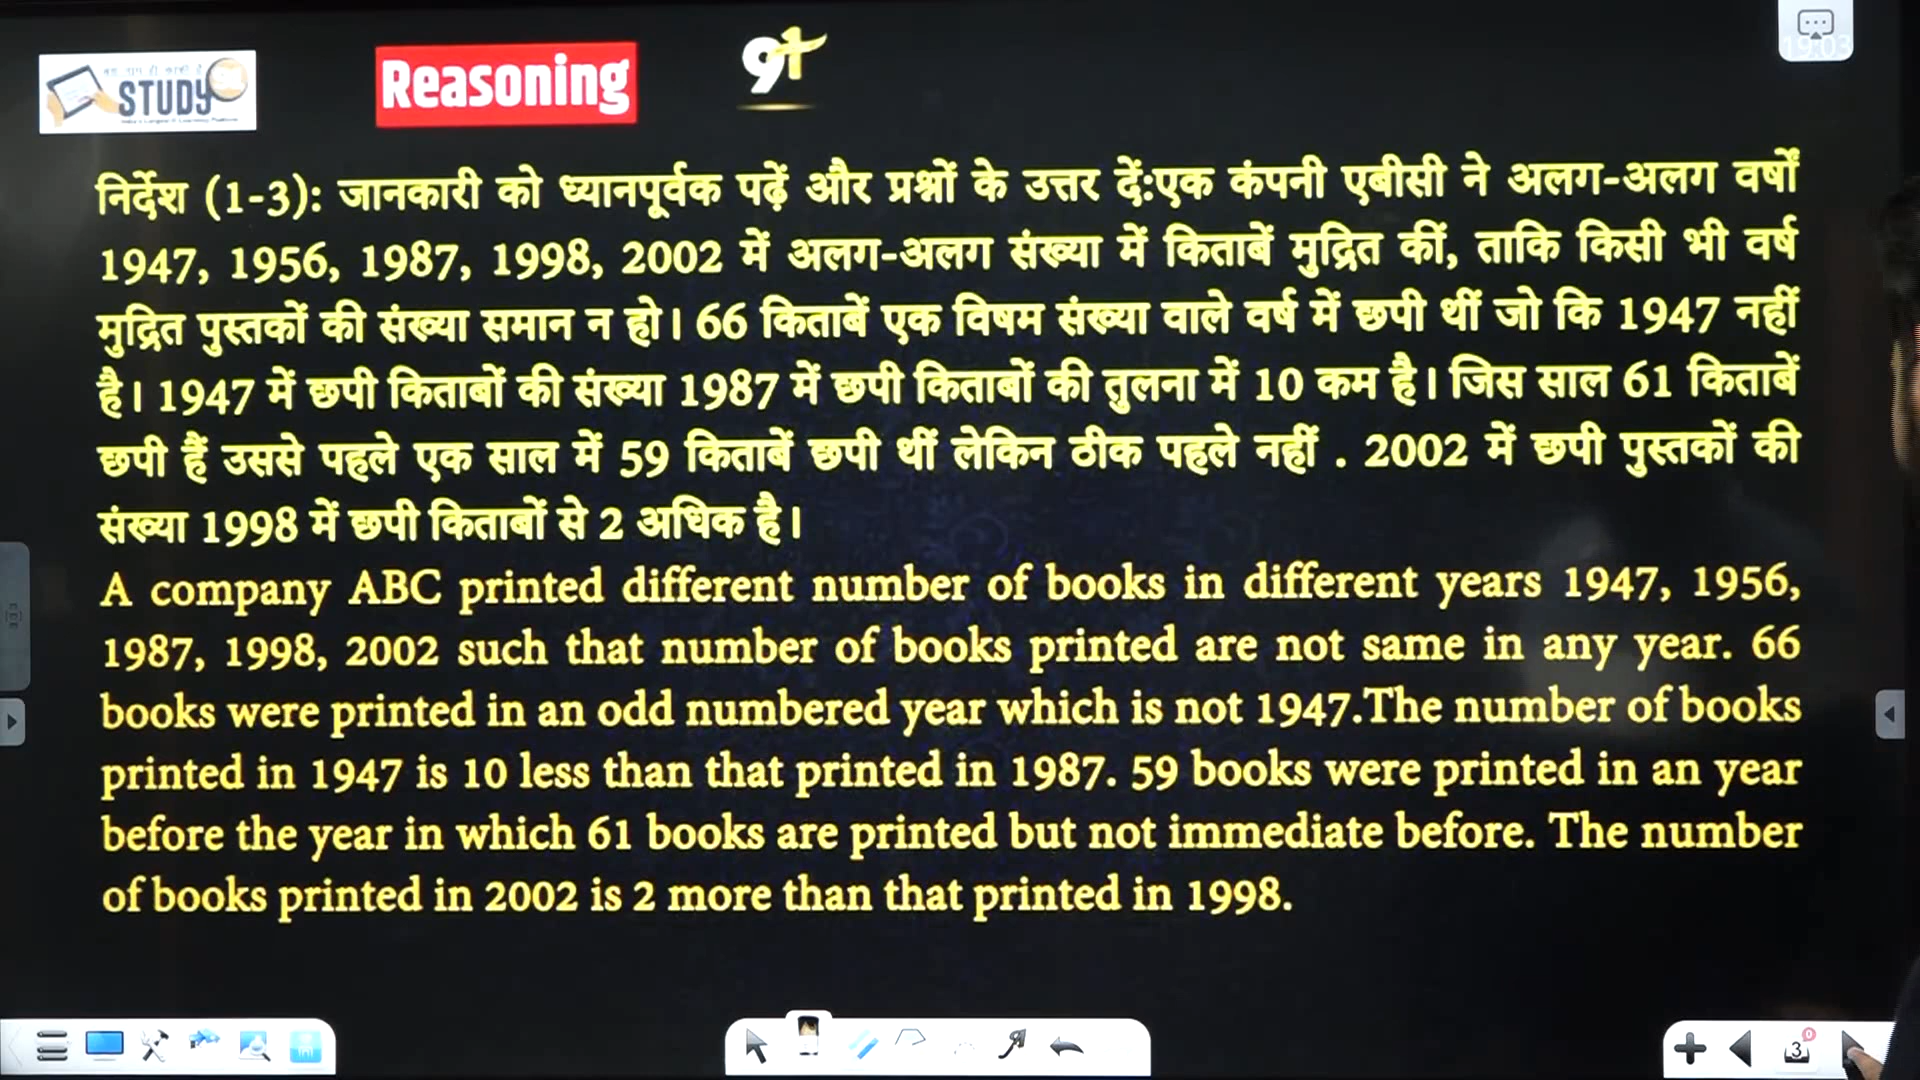 STUDY
Reasoning
91
19:03
निर्देश (1-3): जानकारी को ध्यानपूर्वक पढ़ें और प्रश्नों के उत्तर दें:एक कंपनी एबीसी ने अलग-अलग वर्षों
1947, 1956, 1987, 1998, 2002 में अलग-अलग संख्या में किताबें मुद्रित कीं, ताकि किसी भी वर्ष
मुद्रित पुस्तकों की संख्या समान न हो। 66 किताबें एक विषम संख्या वाले वर्ष में छपी थीं जो कि 1947 नहीं
है। 1947 में छपी किताबों की संख्या 1987 में छपी किताबों की तुलना में 10 कम है। जिस साल 61 किताबें
छपी हैं उससे पहले एक साल में 59 किताबें छपी थीं लेकिन ठीक पहले नहीं . 2002 में छपी पुस्तकों की
संख्या 1998 में छपी किताबों से 2 अधिक है।
A company ABC printed different number of books in different years 1947, 1956,
1987, 1998, 2002 such that number of books printed are not same in any year. 66
books were printed in an odd numbered year which is not 1947.The number of books
printed in 1947 is 10 less than that printed in 1987. 59 books were printed in an year
before the year in which 61 books are printed but not immediate before. The number
of books printed in 2002 is 2 more than that printed in 1998.
3
0